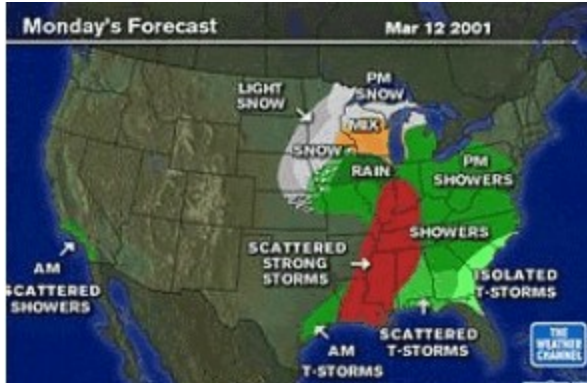 Monday's Forecast
Mar 12 2001
LIGHT
SNOW
PM
SNOW
MIX
SNOW
RAIN
PM
SHOWERS
SHOWERS
SCATTERED
STRONG
STORMS
AM
SCATTERED
SHOWERS
ISOLATED
T-STORMS
SCATTERED
T-STORMS
AM
T-STORMS
THE
WEATHER
CHANNEL